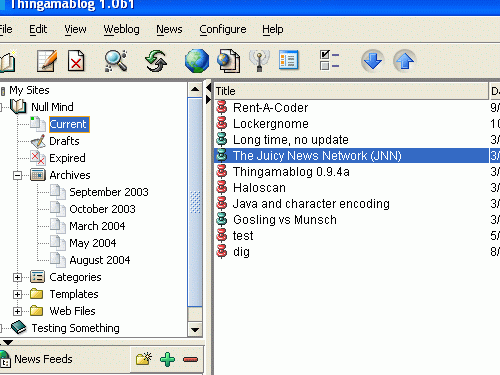 Thingamablog 1.0b1
File Edit View Weblog News Configure Help
My Sites
Null Mind
Current
Drafts
Expired
Archives
September 2003
October 2003
March 2004
May 2004
August 2004
Categories
Templates
Web Files
Testing Something
News Feeds
Title
Rent-A-Coder 9/
Lockergnome 10
Long time, no update 3/
The Juicy News Network (JNN) 3/
Thingamablog 0.9.4a 3/
Haloscan 3/
Java and character encoding 3/
Gosling vs Munsch 3/
test 5/
dig 8/